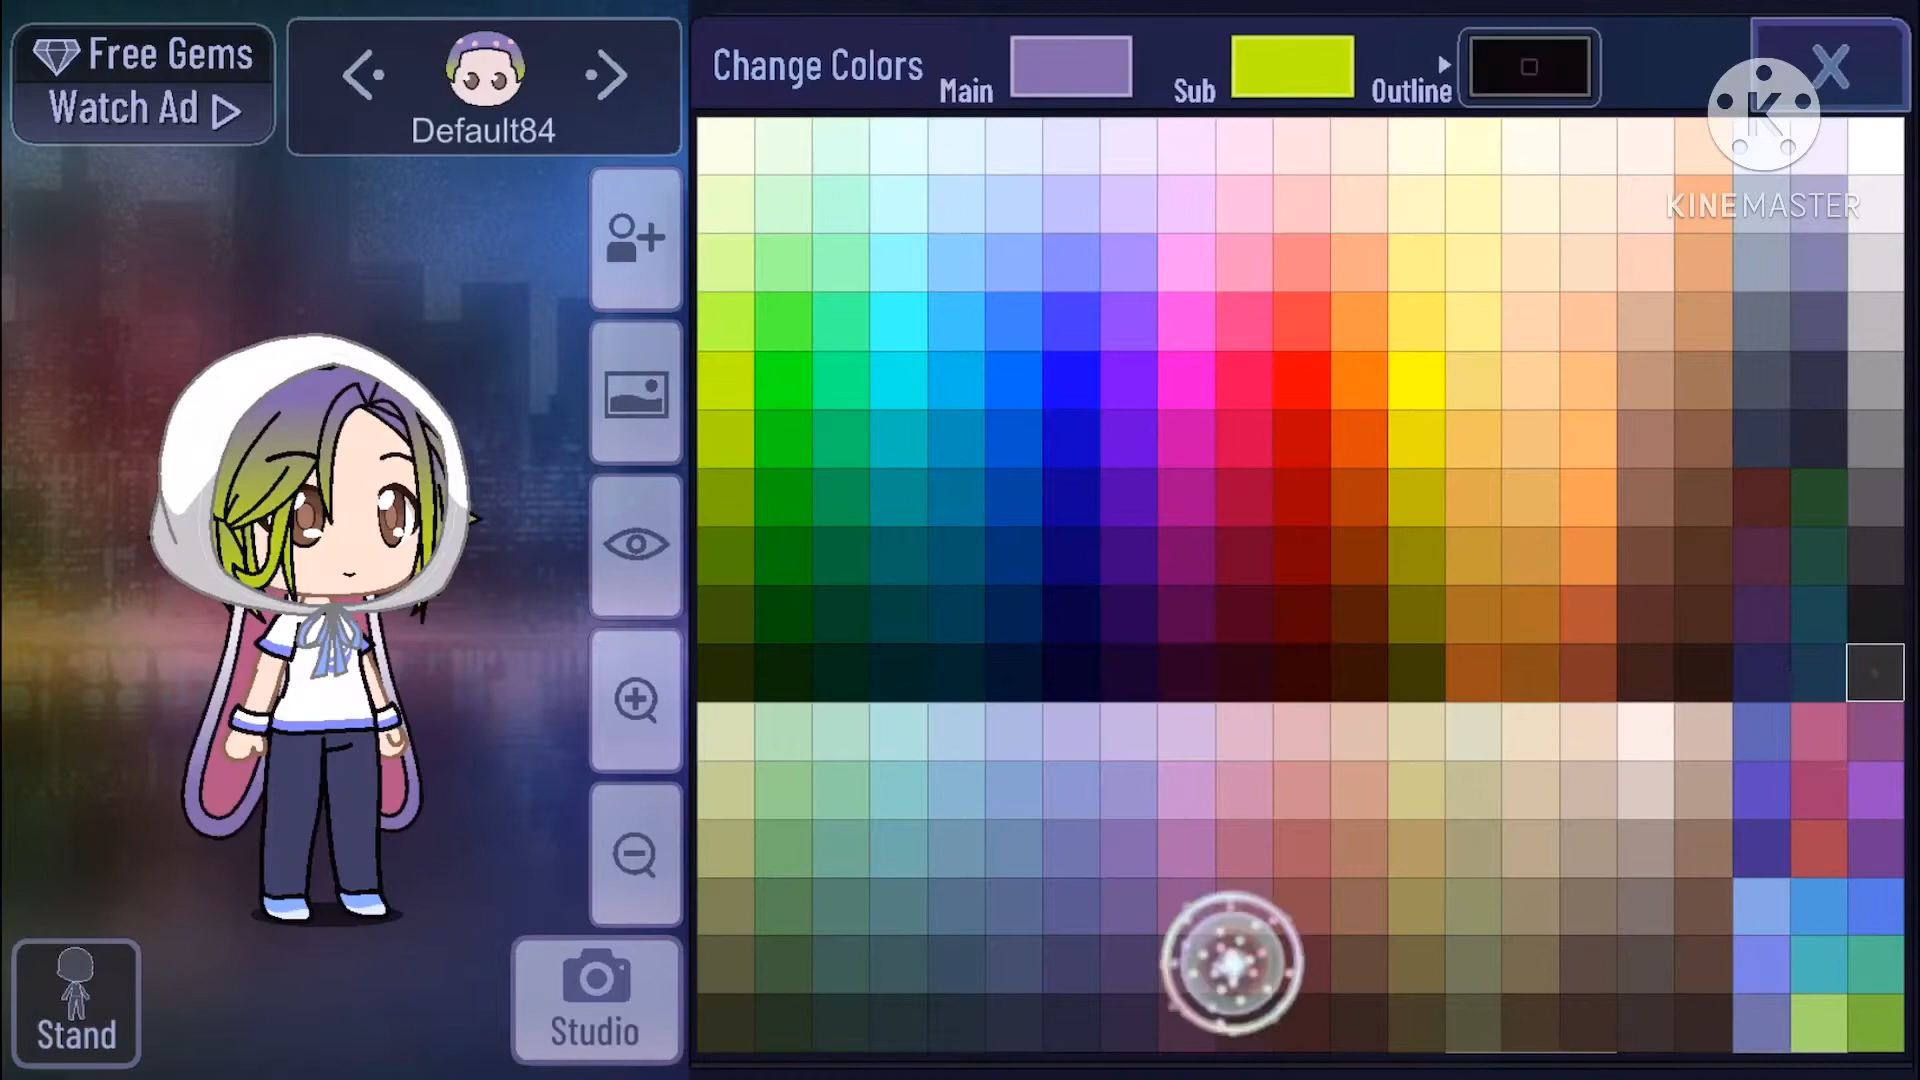 Free Gems
Watch Ad
Default84
Change Colors
Main
Sub
Outline
K
KINEMASTER
Stand
Studio